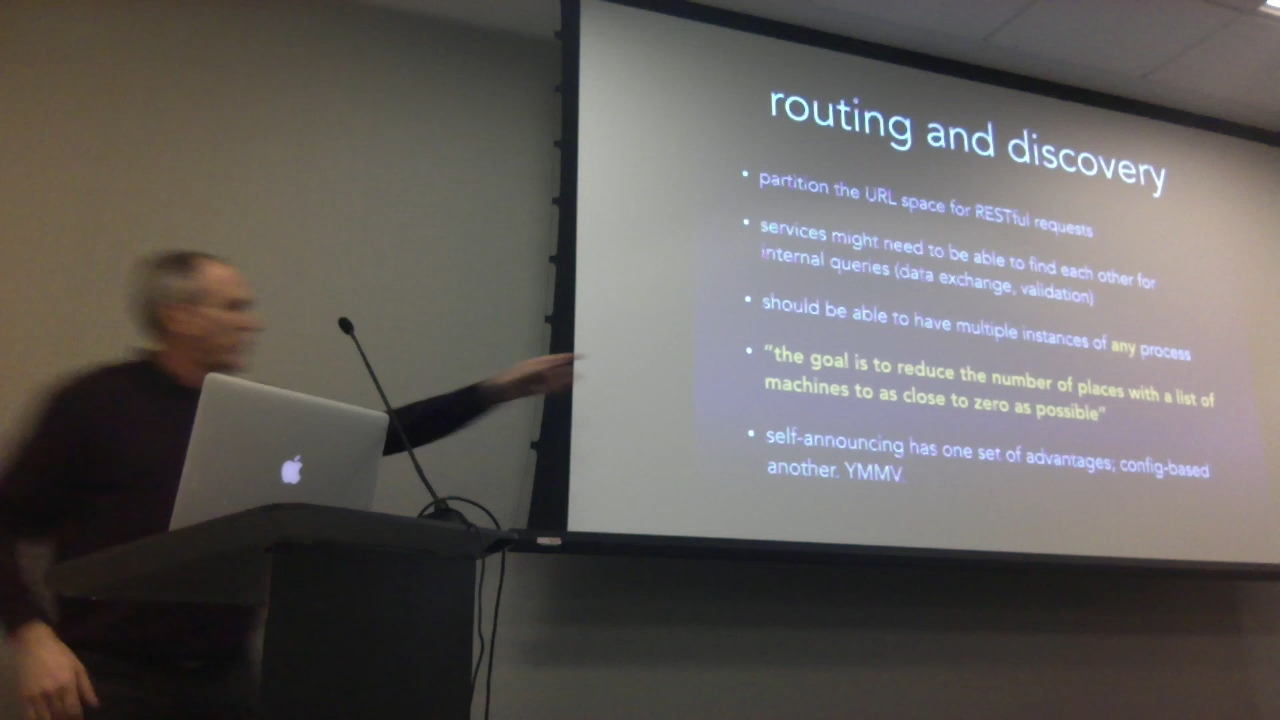 routing and discovery
• partition the URL space for RESTful requests
• services might need to be able to find each other for
internal queries (data exchange, validation)
• should be able to have multiple instances of any process
• "the goal is to reduce the number of places with a list of
machines to as close to zero as possible"
• self-announcing has one set of advantages; config-based
another. YMMV